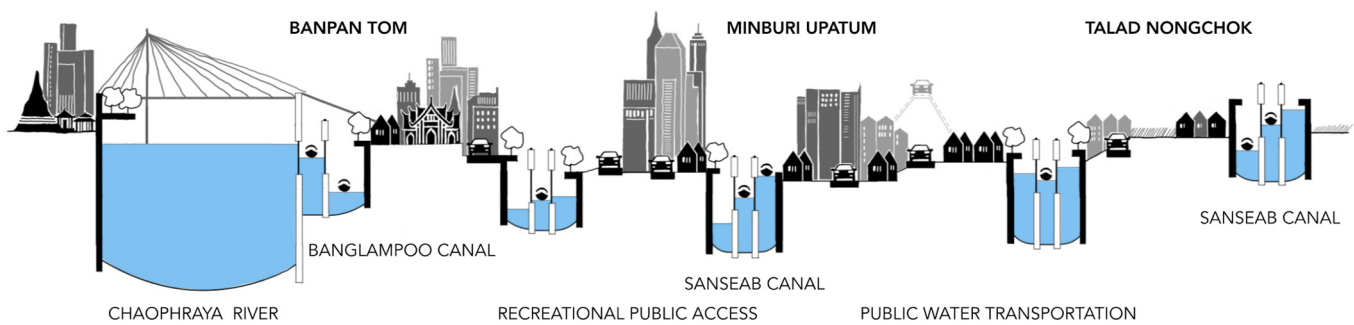 BANPAN TOM
MINBURI UPATUM
TALAD NONGCHOK
SANSEAB CANAL
BANGLAMPOO CANAL
SANSEAB CANAL
CHAOPHRAYA RIVER
RECREATIONAL PUBLIC ACCESS
PUBLIC WATER TRANSPORTATION